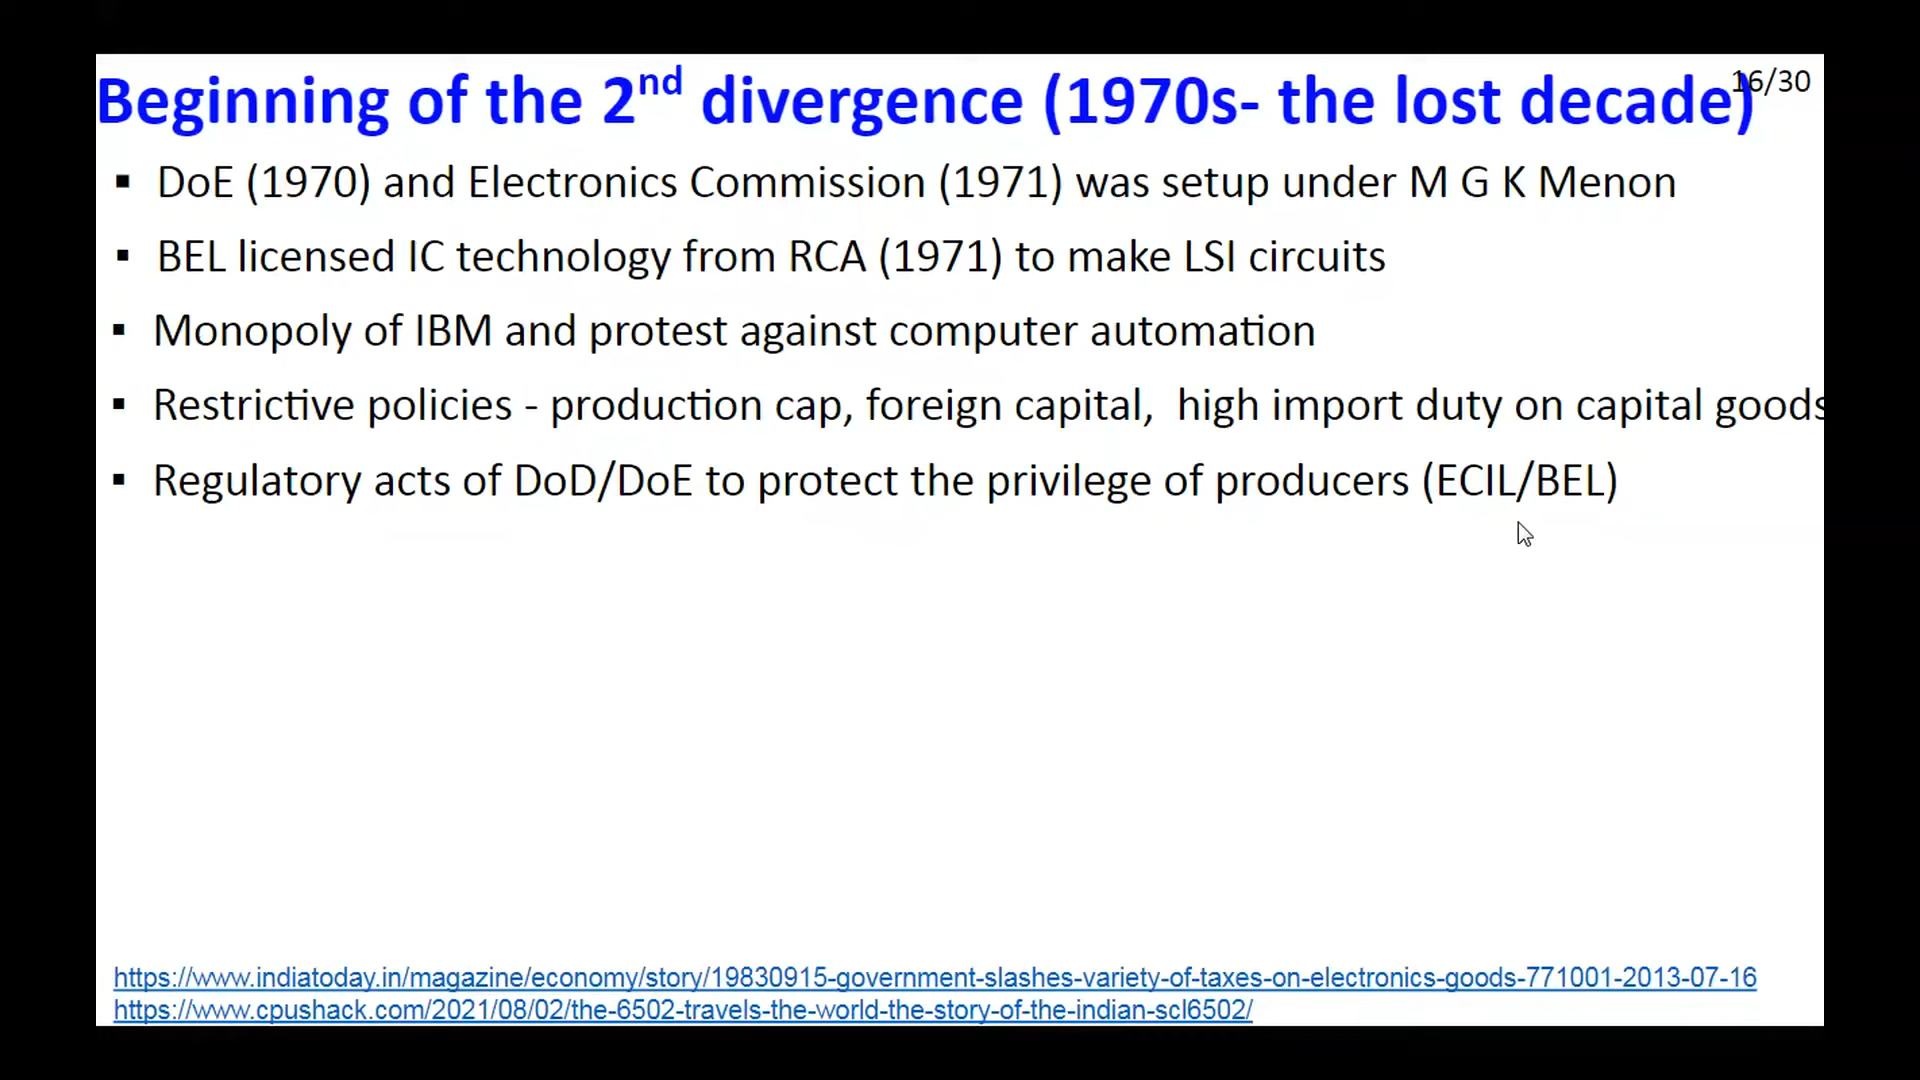 Beginning of the 2nd divergence (1970s- the lost decade)
16/30
▪ DoE (1970) and Electronics Commission (1971) was setup under M G K Menon
▪ BEL licensed IC technology from RCA (1971) to make LSI circuits
▪ Monopoly of IBM and protest against computer automation
▪ Restrictive policies - production cap, foreign capital,  high import duty on capital goods
▪ Regulatory acts of DoD/DoE to protect the privilege of producers (ECIL/BEL)
https://www.indiatoday.in/magazine/economy/story/19830915-government-slashes-variety-of-taxes-on-electronics-goods-771001-2013-07-16
https://www.cpushack.com/2021/08/02/the-6502-travels-the-world-the-story-of-the-indian-scl6502/